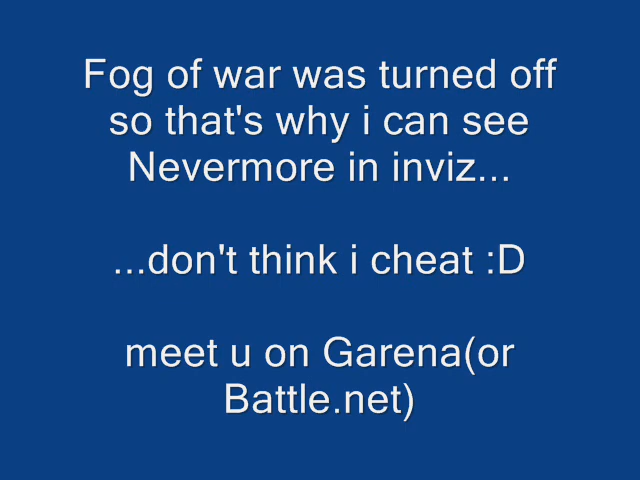 Fog of war was turned off
so that's why i can see
Nevermore in inviz...
...don't think i cheat :D
meet u on Garena(or
Battle.net)